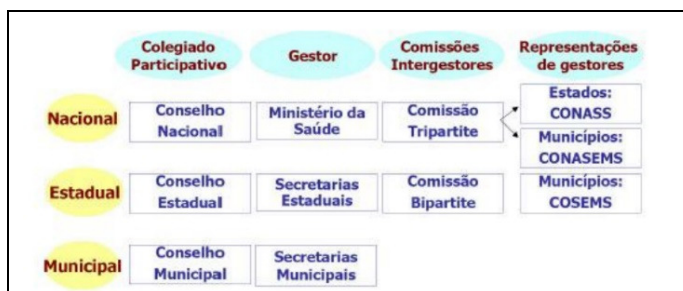 Colegiado
Participativo
Gestor
Comissões
Intergestores
Representações
de gestores
Nacional
Conselho
Nacional
Ministério da
Saúde
Comissão
Tripartite
Estados:
CONASS
Municípios:
CONASEMS
Estadual
Conselho
Estadual
Secretarias
Estaduais
Comissão
Bipartite
Municípios:
COSEMS
Municipal
Conselho
Municipal
Secretarias
Municipais